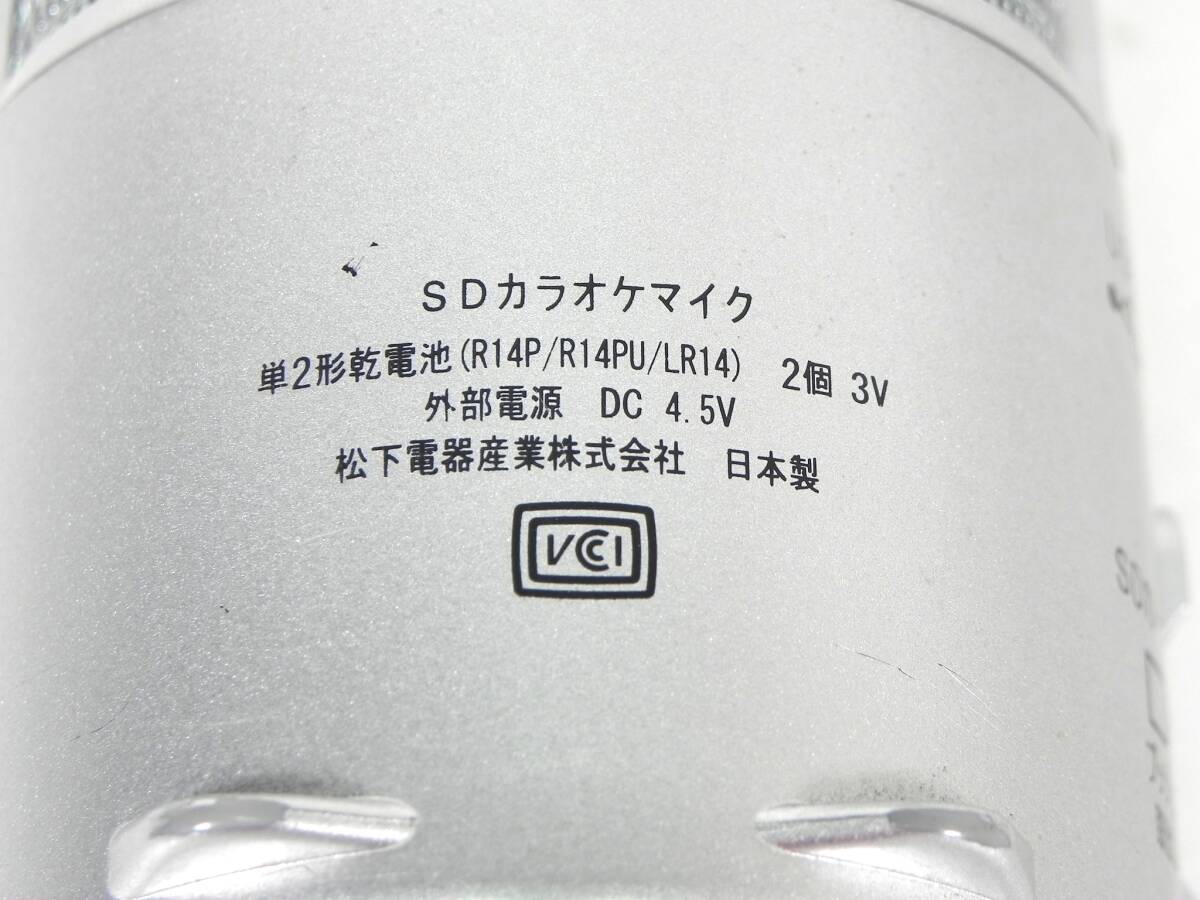 SDカラオケマイク
単2形乾電池(R14P/R14PU/LR14) 2個 3V
外部電源 DC 4.5V
松下電器産業株式会社 日本製
VCCI